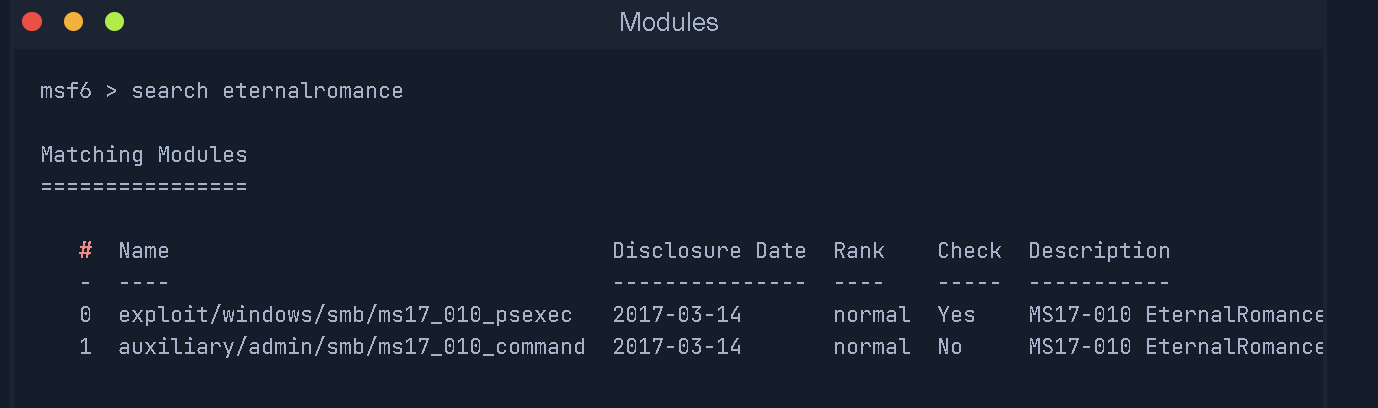 Modules
msf6 > search eternalromance
Matching Modules
================
#  Name                                  Disclosure Date  Rank    Check  Description
-  ----                                  ---------------  ----    -----  -----------
0  exploit/windows/smb/ms17_010_psexec   2017-03-14       normal  Yes    MS17-010 EternalRomance
1  auxiliary/admin/smb/ms17_010_command  2017-03-14       normal  No     MS17-010 EternalRomance